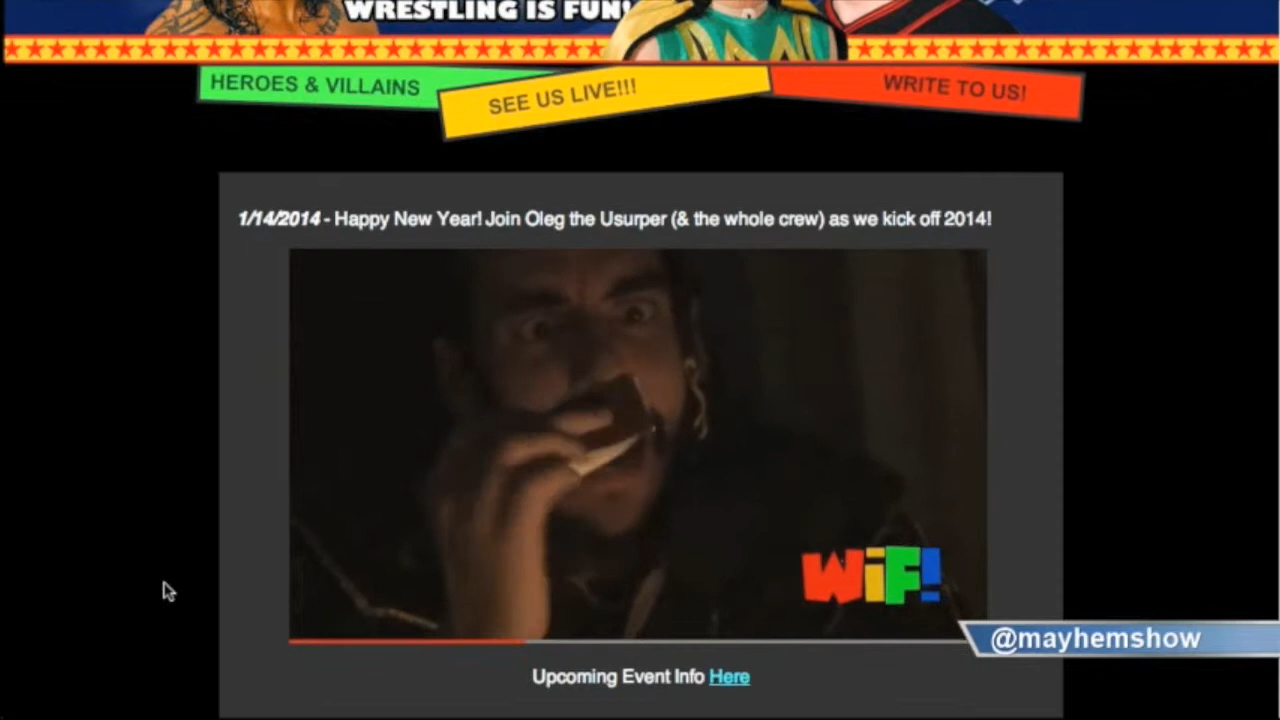 WRESTLING IS FUN!
HEROES & VILLAINS
SEE US LIVE!!!
WRITE TO US!
1/14/2014 - Happy New Year! Join Oleg the Usurper (& the whole crew) as we kick off 2014!
WiF!
@mayhemshow
Upcoming Event Info Here